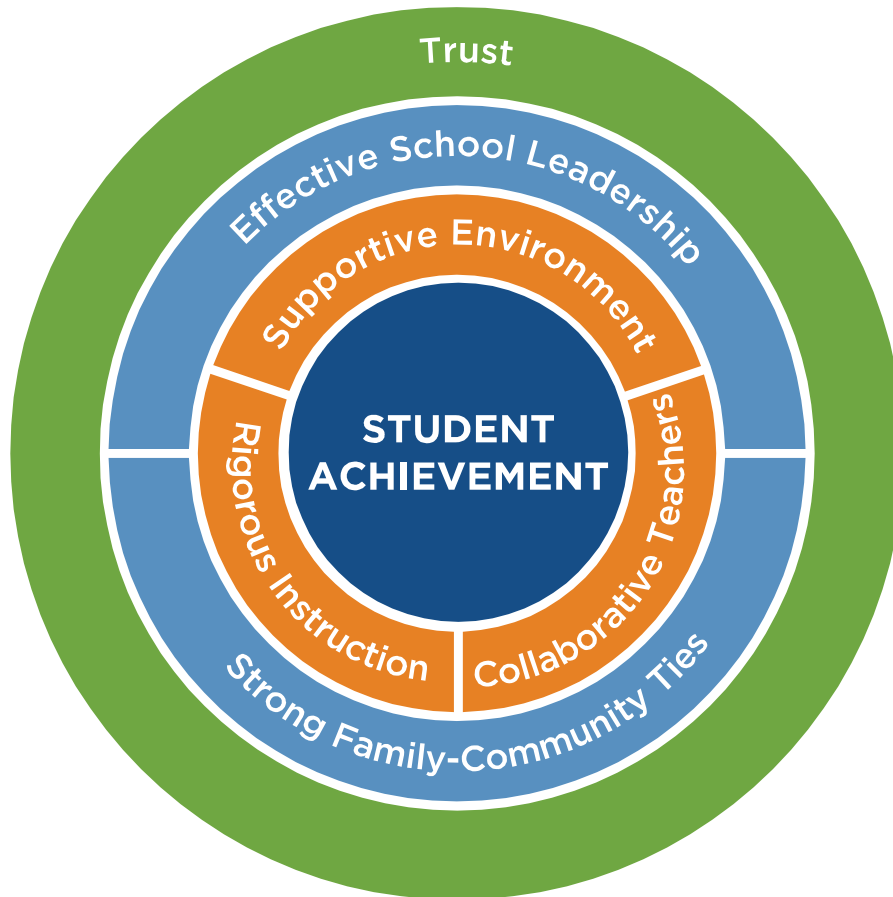 Trust
Effective School Leadership
Supportive Environment
STUDENT
ACHIEVEMENT
Rigorous Instruction
Collaborative Teachers
Strong Family-Community Ties